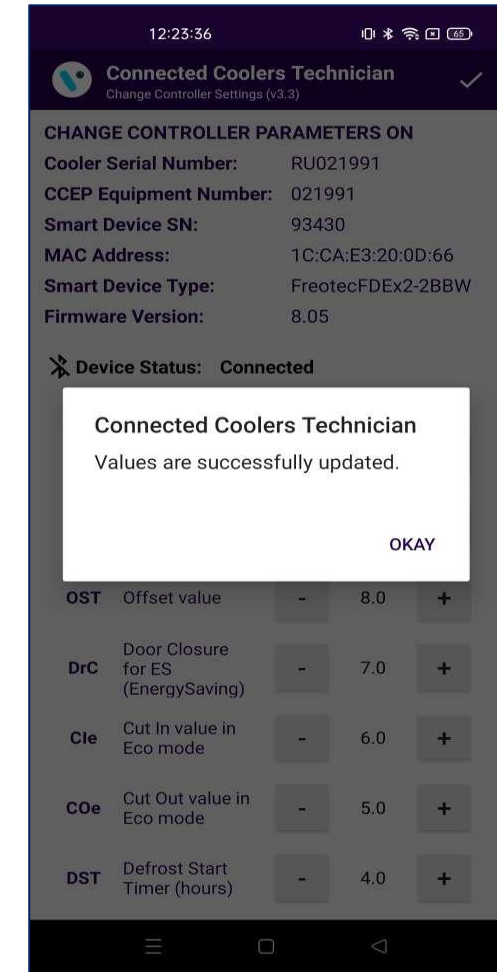 12:23:36
65
Connected Coolers Technician
Change Controller Settings (v3.3)
CHANGE CONTROLLER PARAMETERS ON
Cooler Serial Number: RU021991
CCEP Equipment Number: 021991
Smart Device SN: 93430
MAC Address: 1C:CA:E3:20:0D:66
Smart Device Type: FreotecFDEx2-2BBW
Firmware Version: 8.05
Device Status: Connected
Connected Coolers Technician
Values are successfully updated.
OKAY
OST Offset value - 8.0 +
Door Closure
DrC for ES - 7.0 +
(EnergySaving)
CIe Cut In value in - 6.0 +
Eco mode
COe Cut Out value in - 5.0 +
Eco mode
DST Defrost Start - 4.0 +
Timer (hours)